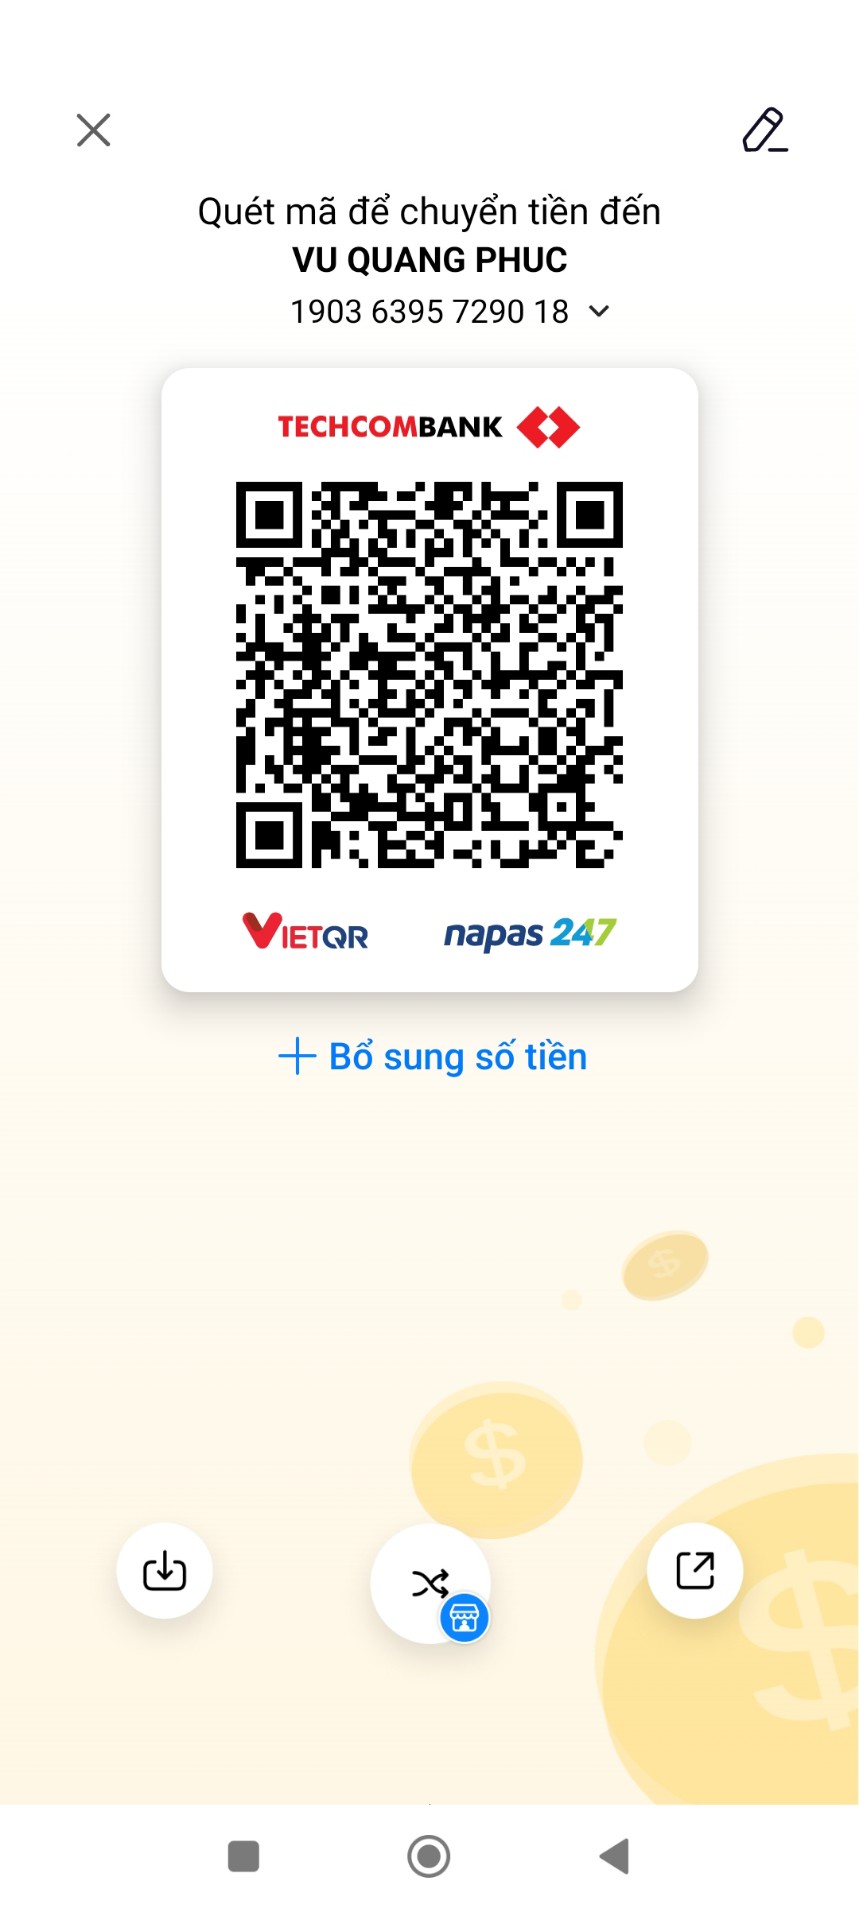 Quét mã để chuyển tiền đến
VU QUANG PHUC
1903 6395 7290 18
TECHCOMBANK
VIETQR
napas 247
Bổ sung số tiền
$
$
$